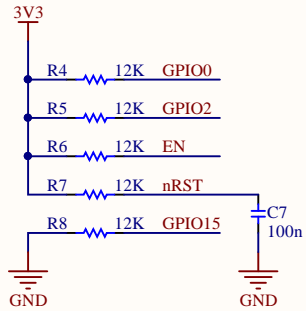 3V3
R4 12K GPIO0
R5 12K GPIO2
R6 12K EN
R7 12K nRST
C7
100n
R8 12K GPIO15
GND
GND